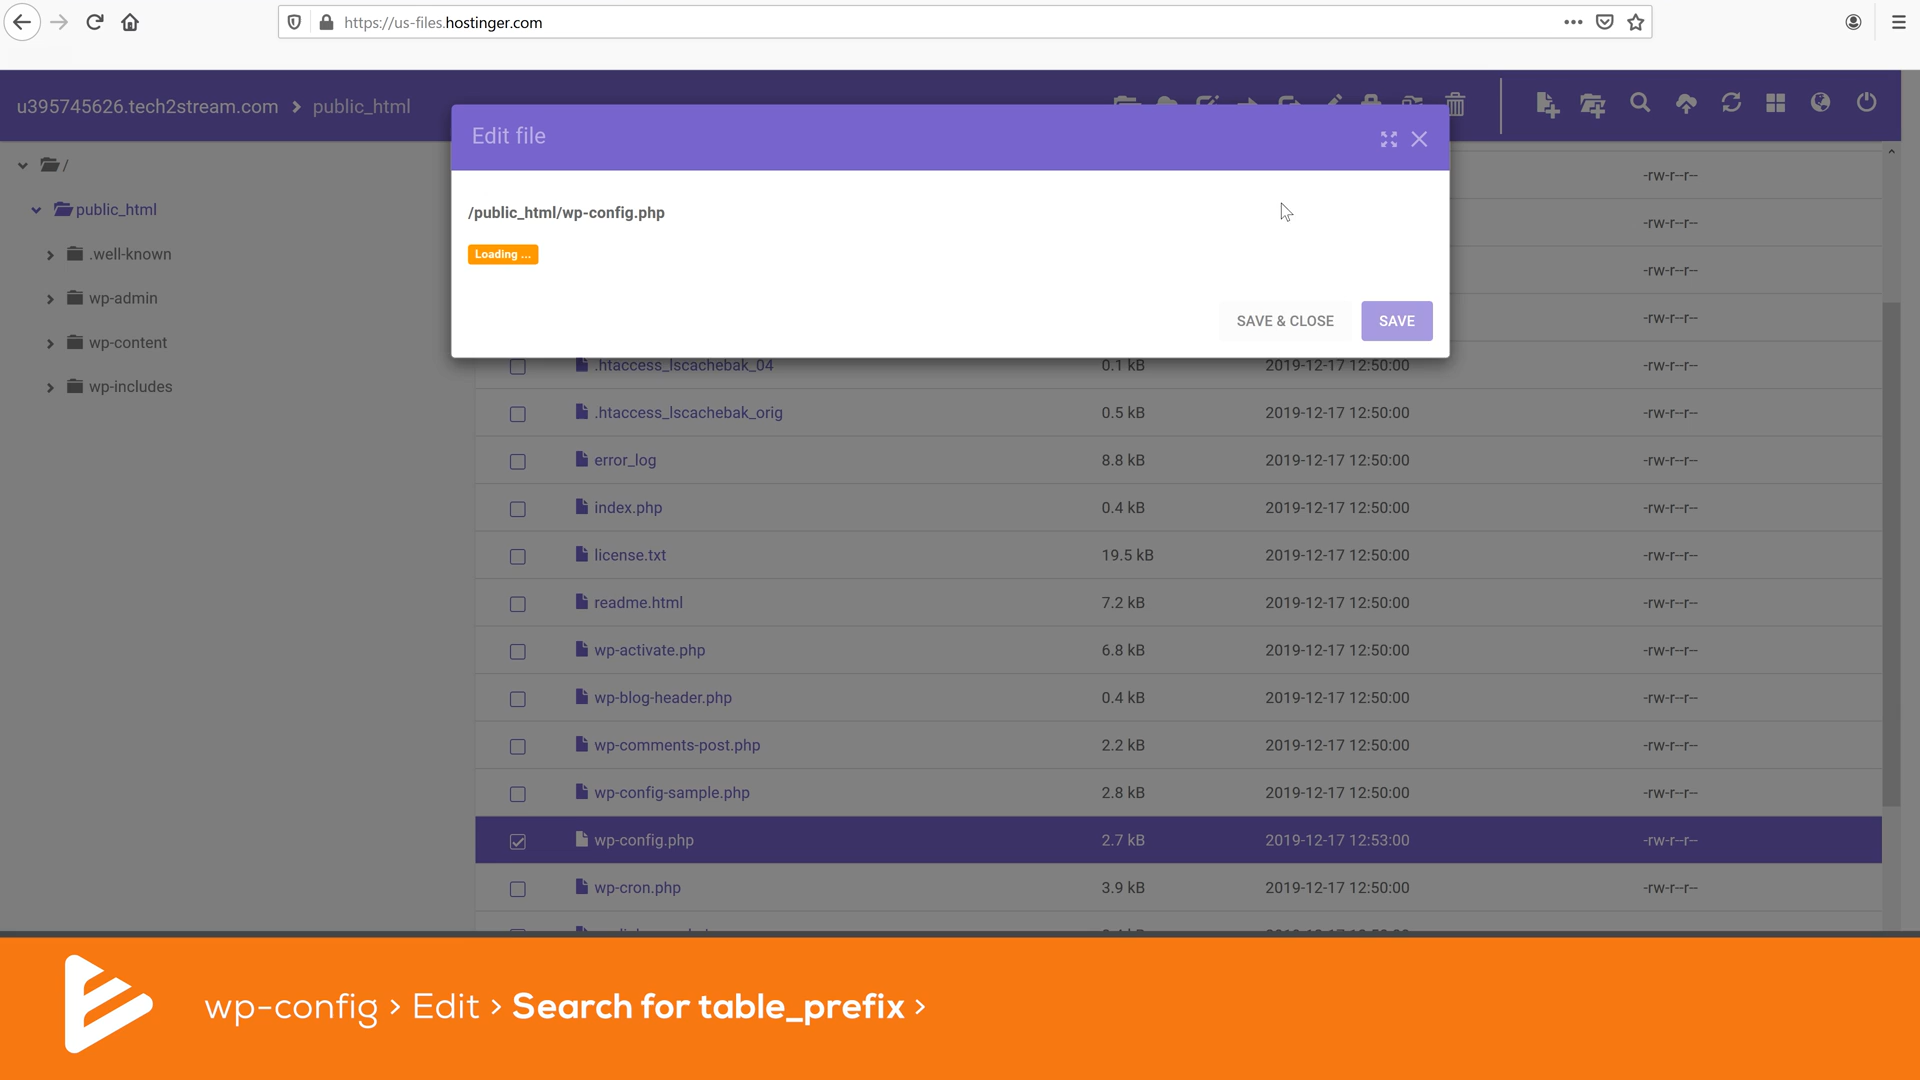 https://us-files.hostinger.com
u395745626.tech2stream.com > public_html
Edit file
/public_html/wp-config.php
Loading ...
SAVE & CLOSE
SAVE
/
public_html
.well-known
wp-admin
wp-content
wp-includes
-rw-r--r--
-rw-r--r--
-rw-r--r--
-rw-r--r--
.htaccess_lscachebak_04 0.1 kB 2019-12-17 12:50:00 -rw-r--r--
.htaccess_lscachebak_orig 0.5 kB 2019-12-17 12:50:00 -rw-r--r--
error_log 8.8 kB 2019-12-17 12:50:00 -rw-r--r--
index.php 0.4 kB 2019-12-17 12:50:00 -rw-r--r--
license.txt 19.5 kB 2019-12-17 12:50:00 -rw-r--r--
readme.html 7.2 kB 2019-12-17 12:50:00 -rw-r--r--
wp-activate.php 6.8 kB 2019-12-17 12:50:00 -rw-r--r--
wp-blog-header.php 0.4 kB 2019-12-17 12:50:00 -rw-r--r--
wp-comments-post.php 2.2 kB 2019-12-17 12:50:00 -rw-r--r--
wp-config-sample.php 2.8 kB 2019-12-17 12:50:00 -rw-r--r--
wp-config.php 2.7 kB 2019-12-17 12:53:00 -rw-r--r--
wp-cron.php 3.9 kB 2019-12-17 12:50:00 -rw-r--r--
wp-config > Edit > Search for table_prefix >